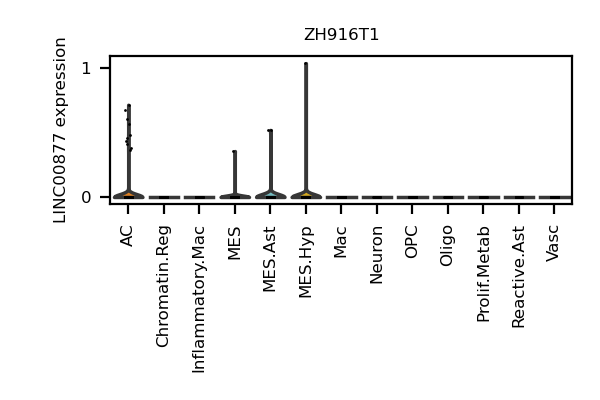 ZH916T1
LINC00877 expression
1
0
AC
Chromatin.Reg
Inflammatory.Mac
MES
MES.Ast
MES.Hyp
Mac
Neuron
OPC
Oligo
Prolif.Metab
Reactive.Ast
Vasc